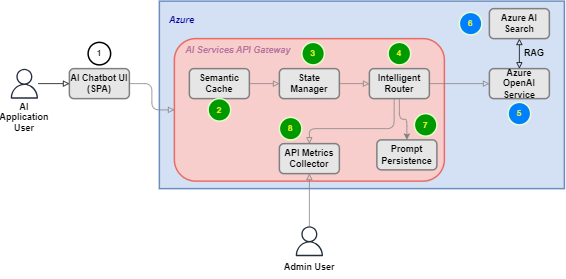 Azure
6
Azure AI
Search
1
AI Services API Gateway
3
4
RAG
AI Chatbot UI
(SPA)
Semantic
Cache
State
Manager
Intelligent
Router
Azure
OpenAI
Service
AI
Application
User
2
5
8
7
API Metrics
Collector
Prompt
Persistence
Admin User